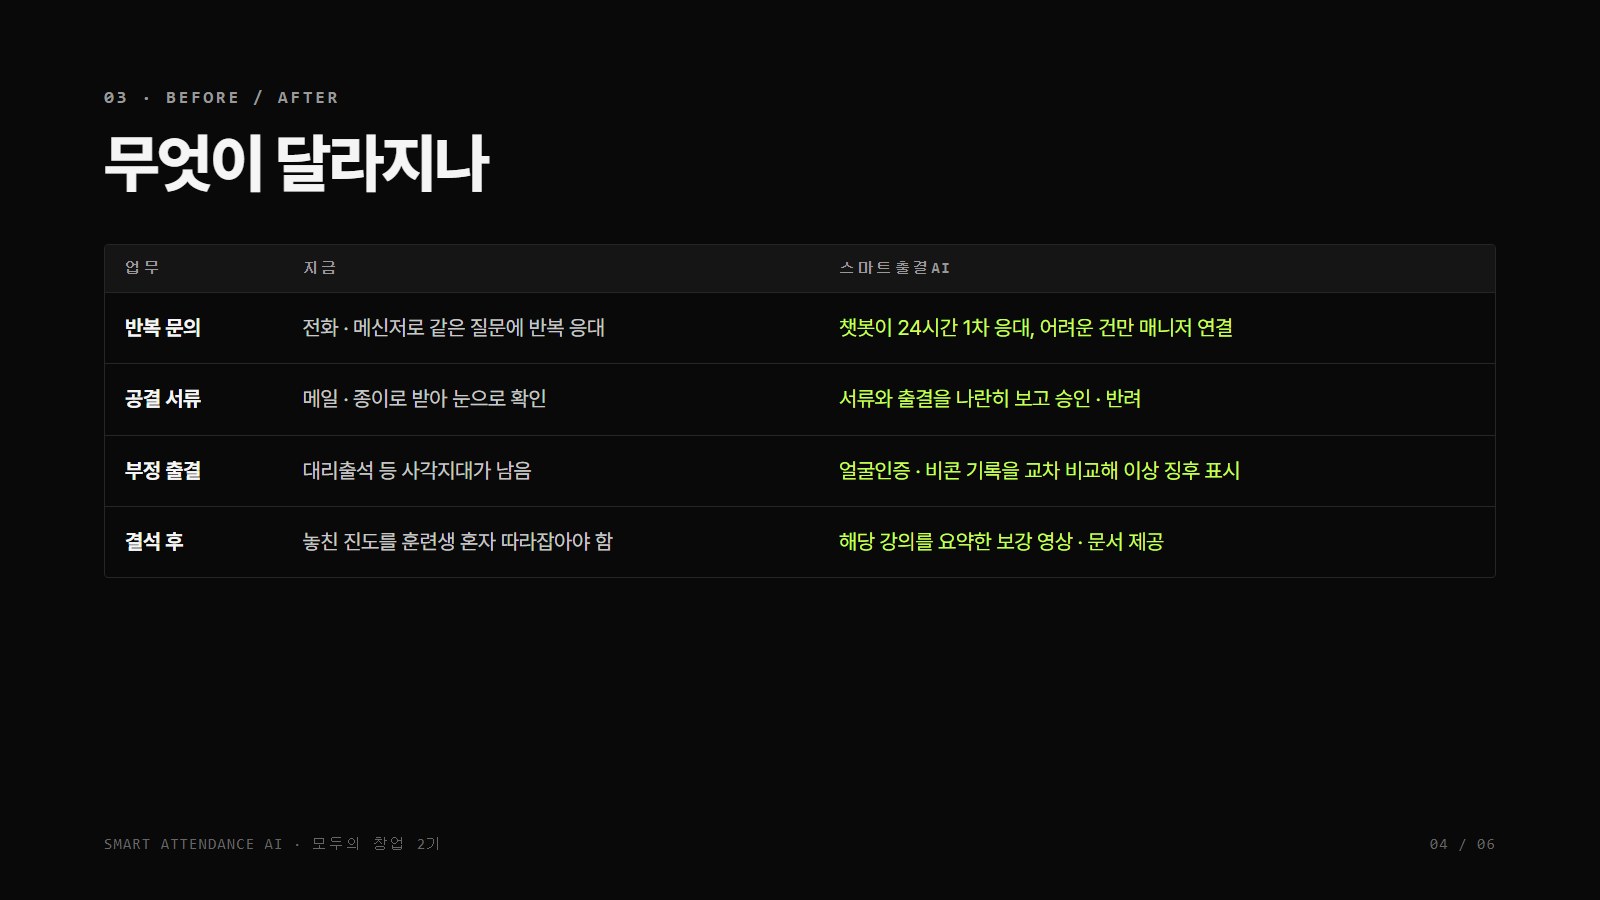 03 · BEFORE / AFTER
무엇이 달라지나
업무 지금 스마트출결AI
반복 문의 전화 · 메신저로 같은 질문에 반복 응대 챗봇이 24시간 1차 응대, 어려운 건만 매니저 연결
공결 서류 메일 · 종이로 받아 눈으로 확인 서류와 출결을 나란히 보고 승인 · 반려
부정 출결 대리출석 등 사각지대가 남음 얼굴인증 · 비콘 기록을 교차 비교해 이상 징후 표시
결석 후 놓친 진도를 훈련생 혼자 따라잡아야 함 해당 강의를 요약한 보강 영상 · 문서 제공
SMART ATTENDANCE AI · 모두의 창업 2기 04 / 06